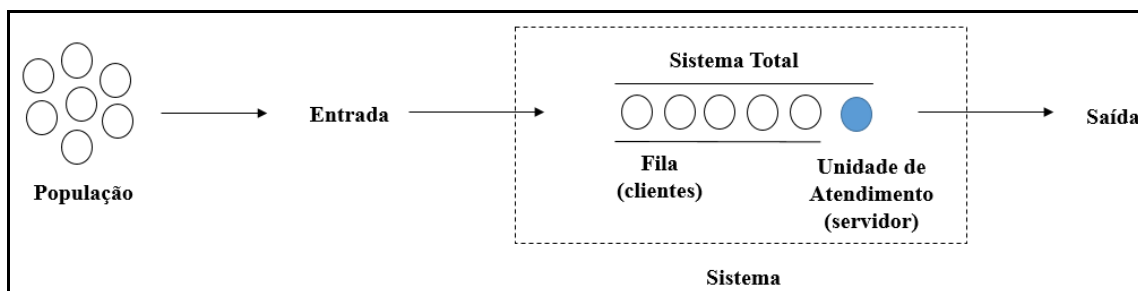 População
Entrada
Sistema Total
Fila
(clientes)
Unidade de
Atendimento
(servidor)
Sistema
Saída